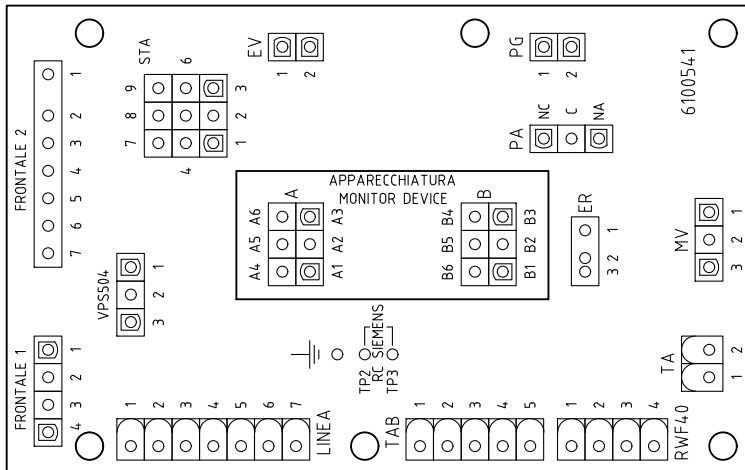 FRONTALE 2
1
2
3
4
5
6
7
STA
9 6 3
8 2
7 4 1
EV
1 2
PG
1 2
PA
NC C NA
6100541
APPARECCHIATURA
MONITOR DEVICE
A
A6 A3
A5 A2
A4 A1
B
B4 B3
B5 B2
B6 B1
ER
1
2
3
MV
1
2
3
VPS504
1
2
3
FRONTALE 1
1
2
3
4
TP2
RC SIEMENS
TP3
TA
1 2
LINEA
1 2 3 4 5 6 7
TAB
1 2 3 4 5
RWF40
1 2 3 4